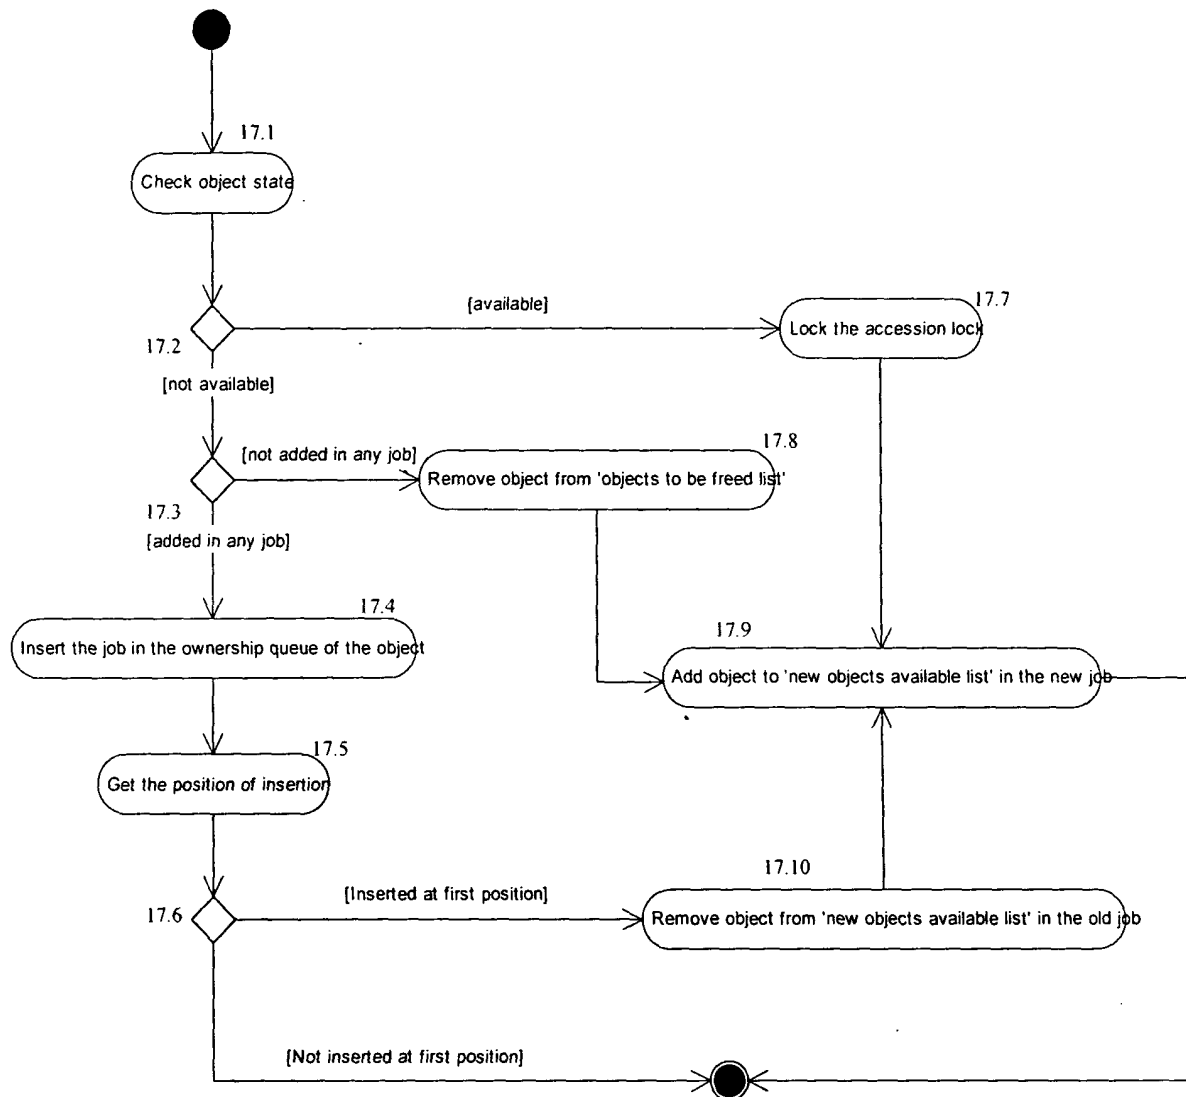 17.1
Check object state
[available]
17.7
Lock the accession lock
17.2
[not available]
[not added in any job]
17.8
Remove object from 'objects to be freed list'
17.3
[added in any job]
17.4
Insert the job in the ownership queue of the object
17.9
Add object to 'new objects available list' in the new job
17.5
Get the position of insertion
17.6
[Inserted at first position]
17.10
Remove object from 'new objects available list' in the old job
[Not inserted at first position]